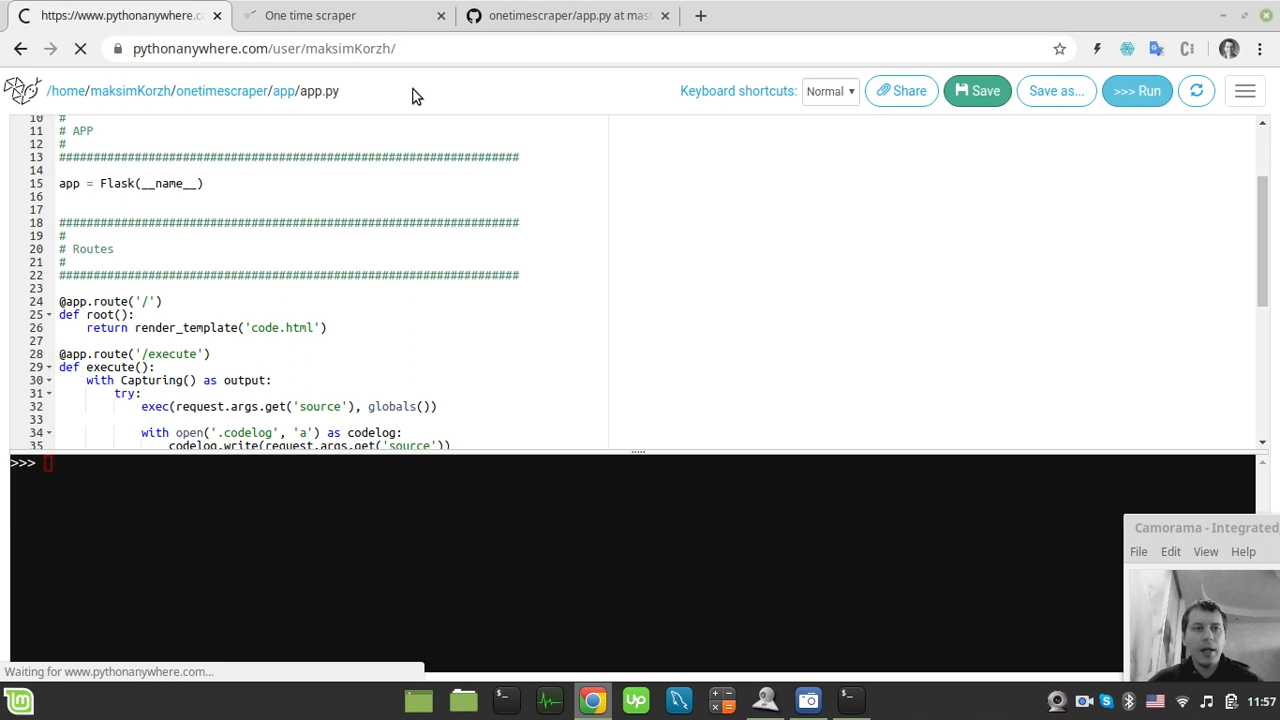 https://www.pythonanywhere.co
One time scraper
onetimescraper/app.py at mas
pythonanywhere.com/user/maksimKorzh/
/home/maksimKorzh/onetimescraper/app/app.py
Keyboard shortcuts:
Normal
Share
Save
Save as...
>>> Run
10 #
11 # APP
12 #
13 ####################################################################
14
15 app = Flask(__name__)
16
17
18 ####################################################################
19 #
20 # Routes
21 #
22 ####################################################################
23
24 @app.route('/')
25 def root():
26 return render_template('code.html')
27
28 @app.route('/execute')
29 def execute():
30 with Capturing() as output:
31 try:
32 exec(request.args.get('source'), globals())
33
34 with open('.codelog', 'a') as codelog:
35 codelog.write(request.args.get('source'))
>>>
Camorama - Integrated
File Edit View Help
Waiting for www.pythonanywhere.com...
up
11:57